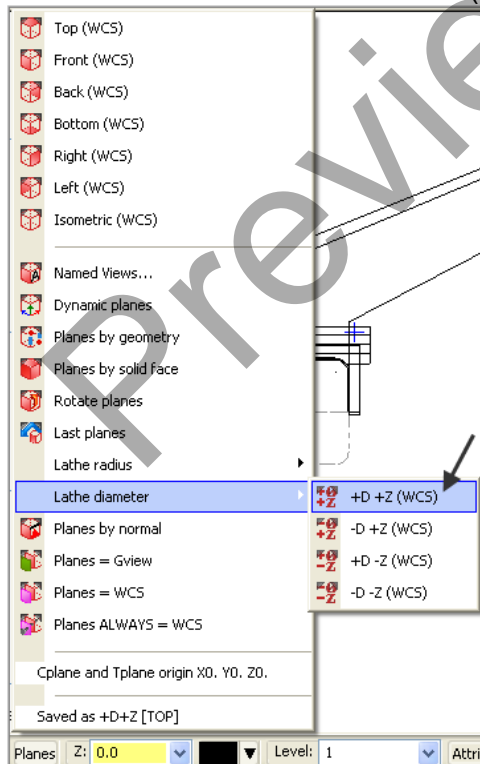 Top (WCS)
Front (WCS)
Back (WCS)
Bottom (WCS)
Right (WCS)
Left (WCS)
Isometric (WCS)
Named Views...
Dynamic planes
Planes by geometry
Planes by solid face
Rotate planes
Last planes
Lathe radius
Lathe diameter
+D +Z (WCS)
-D +Z (WCS)
+D -Z (WCS)
-D -Z (WCS)
Planes by normal
Planes = Gview
Planes = WCS
Planes ALWAYS = WCS
Cplane and Tplane origin X0. Y0. Z0.
Saved as +D+Z [TOP]
Planes Z: 0.0 Level: 1 Attri
Previe